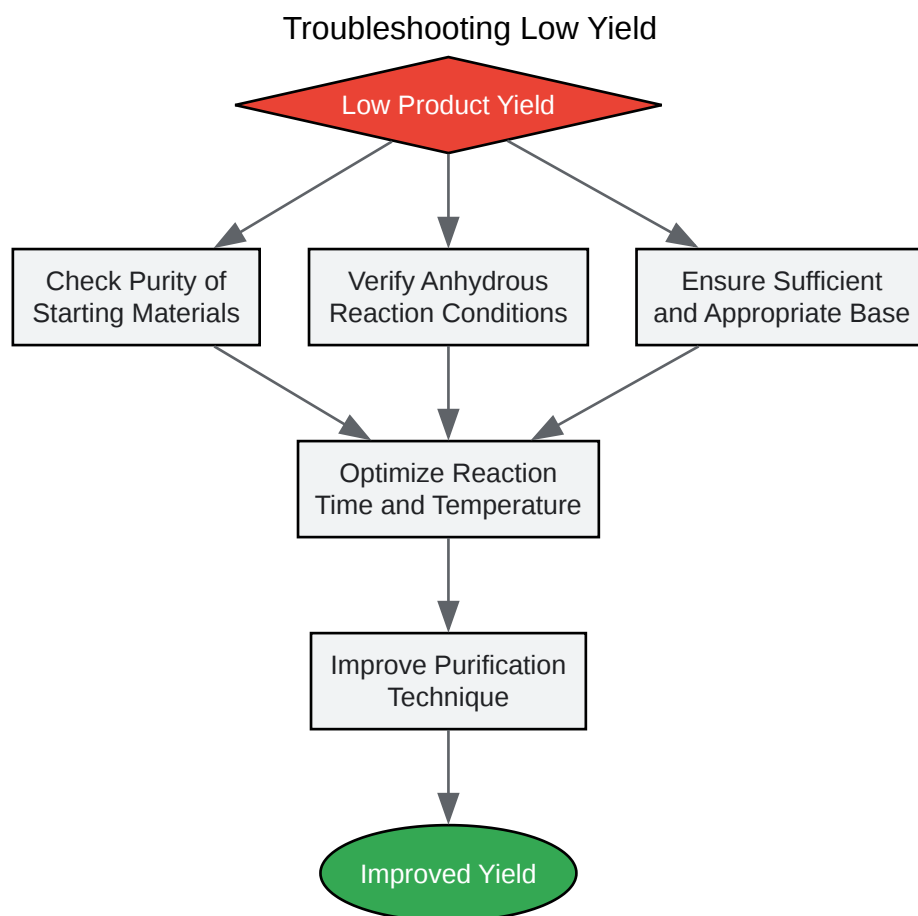 Troubleshooting Low Yield
Low Product Yield
Check Purity of
Starting Materials
Verify Anhydrous
Reaction Conditions
Ensure Sufficient
and Appropriate Base
Optimize Reaction
Time and Temperature
Improve Purification
Technique
Improved Yield